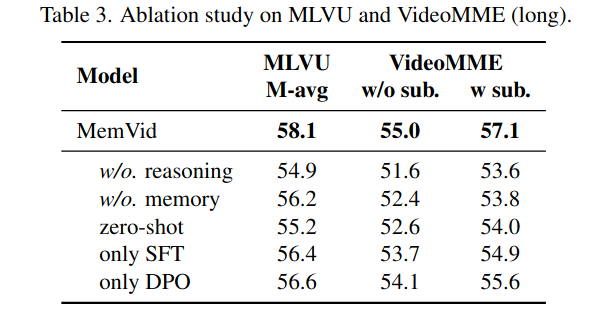 Table 3. Ablation study on MLVU and VideoMME (long).
Model MLVU VideoMME
M-avg w/o sub. w sub.
MemVid 58.1 55.0 57.1
w/o. reasoning 54.9 51.6 53.6
w/o. memory 56.2 52.4 53.8
zero-shot 55.2 52.6 54.0
only SFT 56.4 53.7 54.9
only DPO 56.6 54.1 55.6